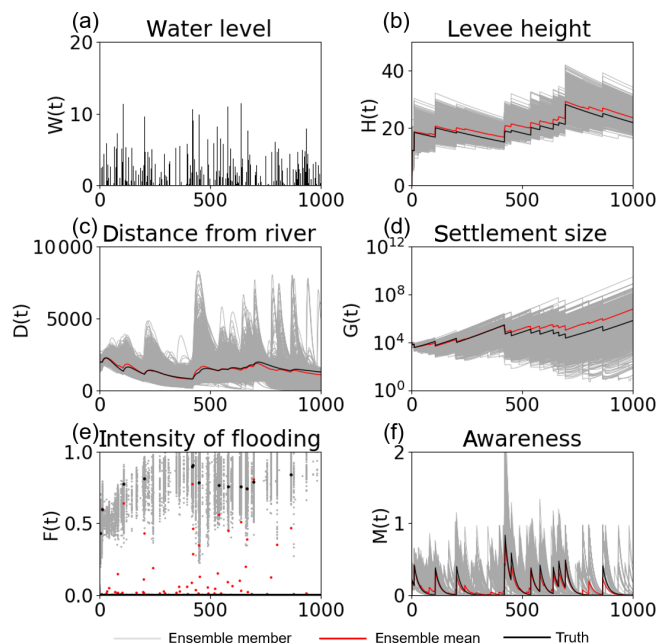 (a) Water level
20
10
0
W(t)
0 500 1000
(b) Levee height
40
20
0
H(t)
0 500 1000
(c) Distance from river
10000
5000
0
D(t)
0 500 1000
(d) Settlement size
10^12
10^8
10^4
10^0
G(t)
0 500 1000
(e) Intensity of flooding
1.0
0.5
0.0
F(t)
0 500 1000
(f) Awareness
2
1
0
M(t)
0 500 1000
Ensemble member Ensemble mean Truth